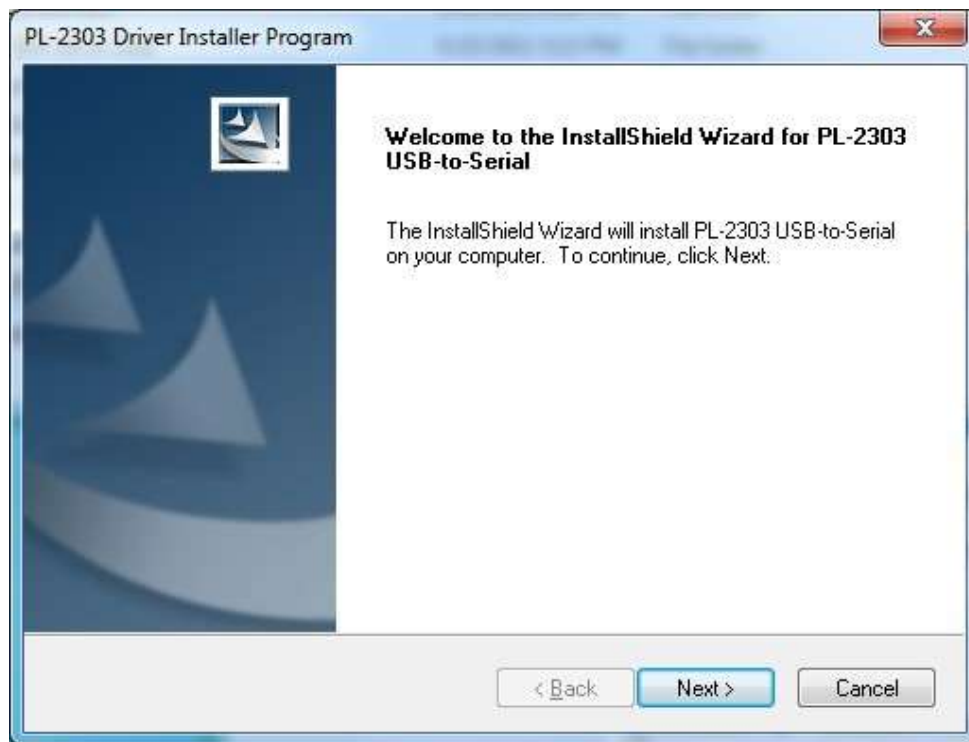 PL-2303 Driver Installer Program
Welcome to the InstallShield Wizard for PL-2303
USB-to-Serial
The InstallShield Wizard will install PL-2303 USB-to-Serial
on your computer.  To continue, click Next.
< Back
Next >
Cancel